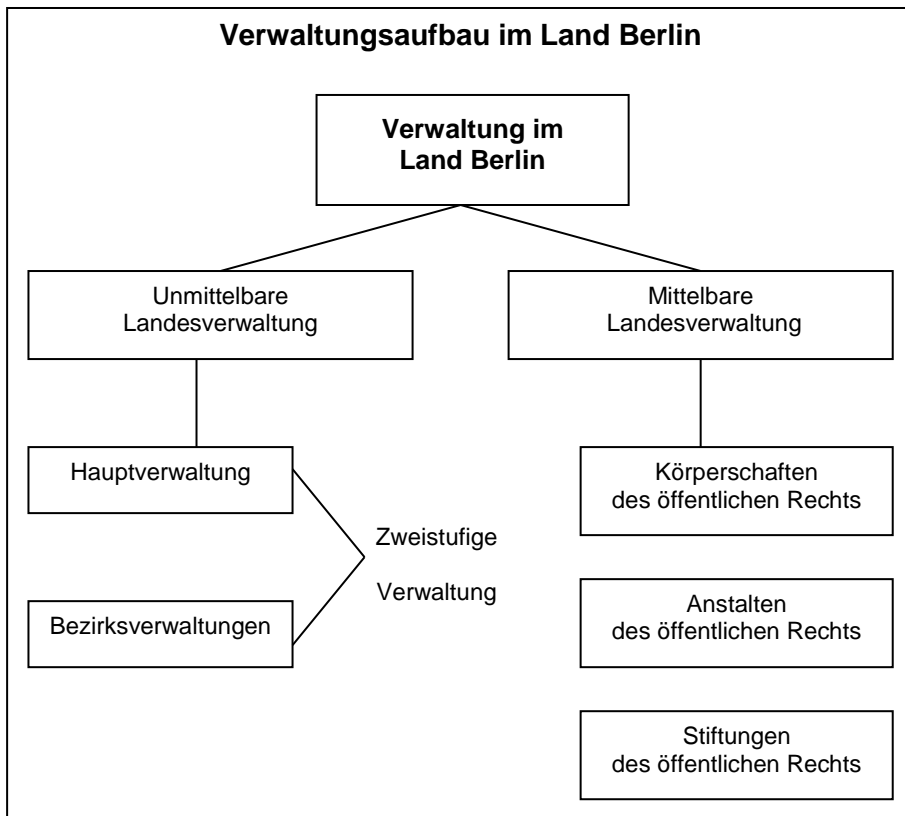 Verwaltungsaufbau im Land Berlin
Verwaltung im
Land Berlin
Unmittelbare
Landesverwaltung
Mittelbare
Landesverwaltung
Hauptverwaltung
Körperschaften
des öffentlichen Rechts
Zweistufige
Verwaltung
Bezirksverwaltungen
Anstalten
des öffentlichen Rechts
Stiftungen
des öffentlichen Rechts